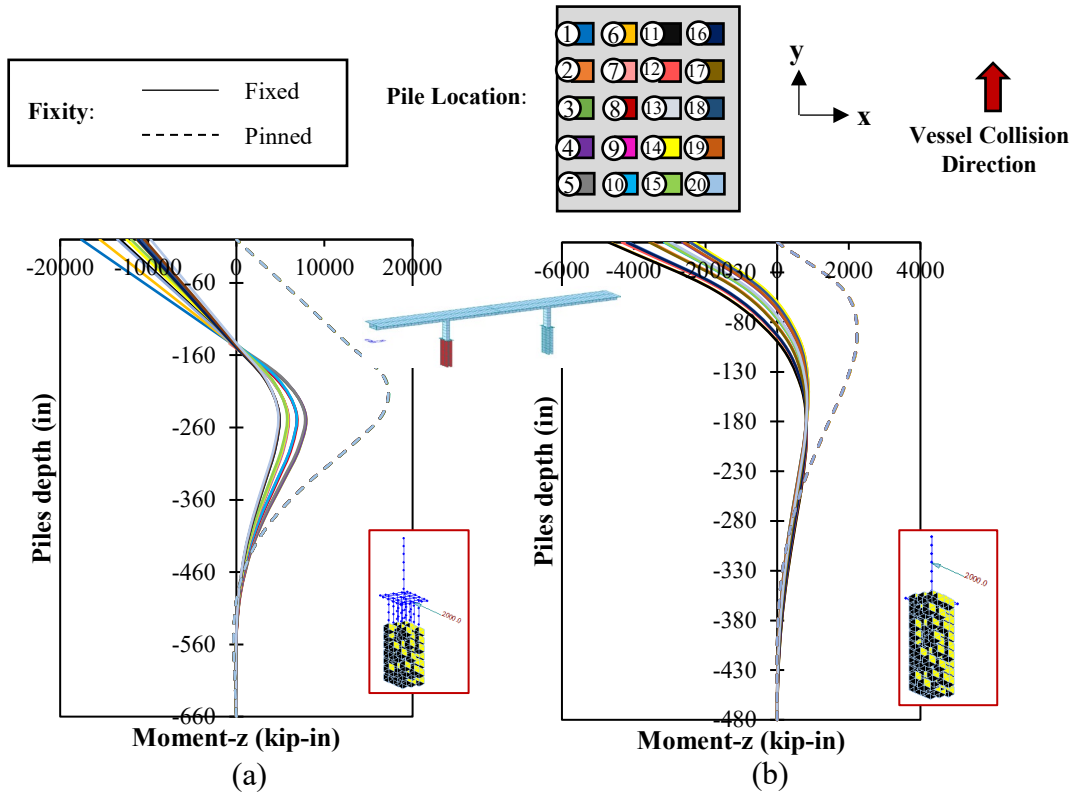 Fixity:
Fixed
Pinned
Pile Location:
1 6 11 16
2 7 12 17
3 8 13 18
4 9 14 19
5 10 15 20
y
x
Vessel Collision
Direction
-20000 -10000 0 10000 20000
-60
-160
-260
-360
-460
-560
-660
Piles depth (in)
Moment-z (kip-in)
2000.0
(a)
-6000 -4000 -2000 0 2000 4000
-30
-80
-130
-180
-230
-280
-330
-380
-430
-480
Piles depth (in)
Moment-z (kip-in)
2000.0
(b)